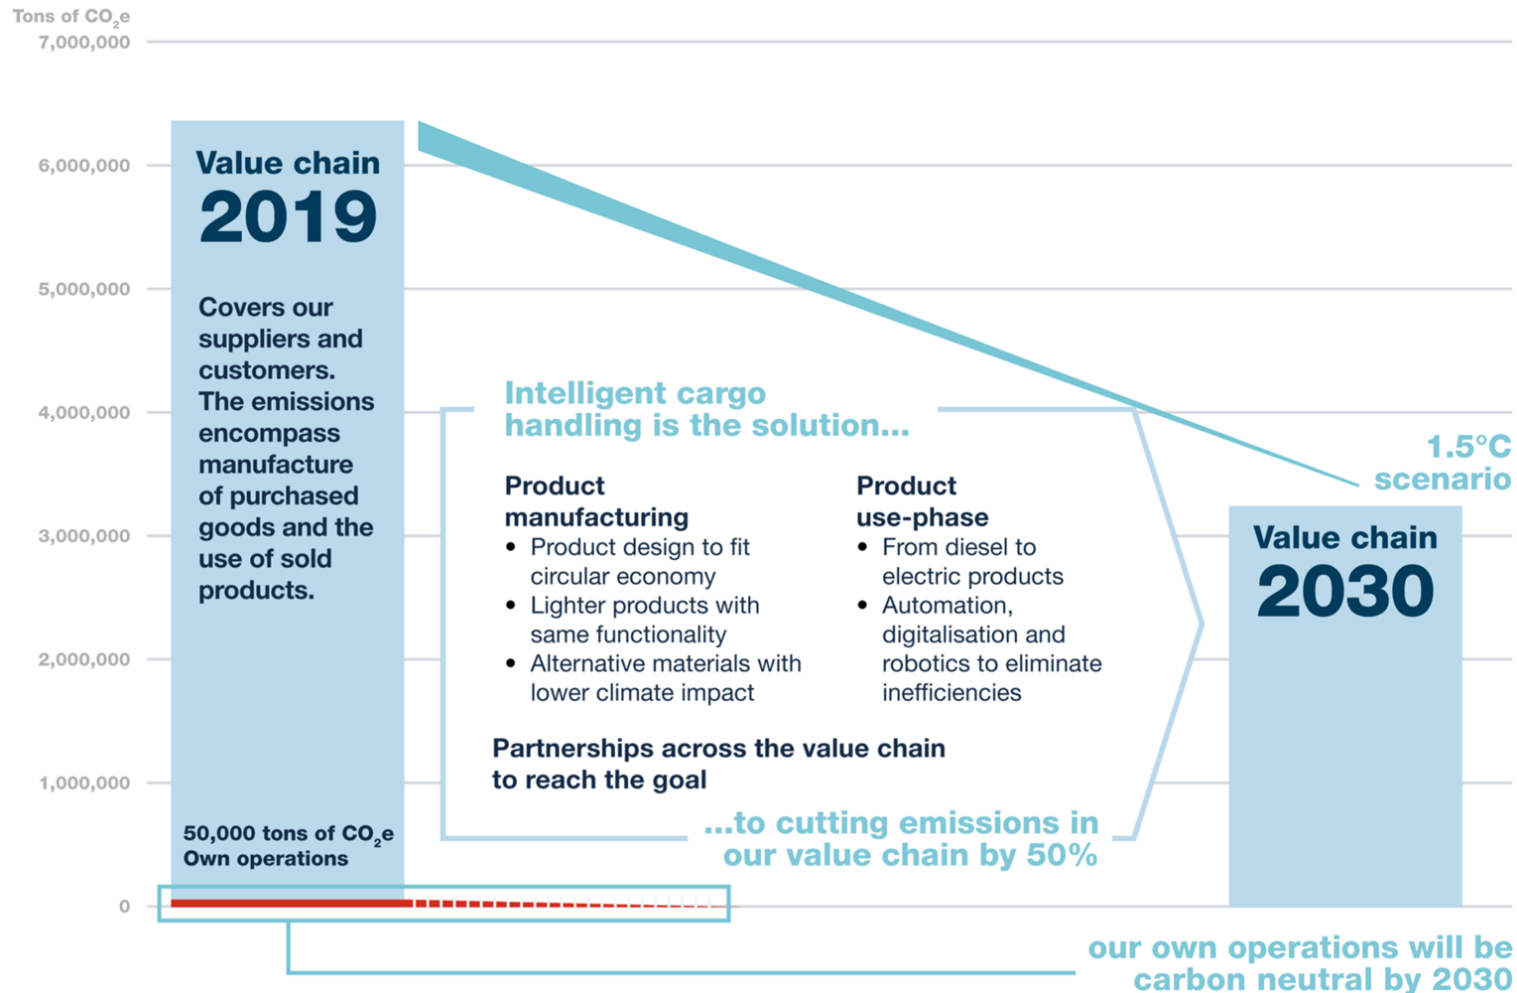 Tons of CO2e
7,000,000
6,000,000
5,000,000
4,000,000
3,000,000
2,000,000
1,000,000
0
Value chain
2019
Covers our
suppliers and
customers.
The emissions
encompass
manufacture
of purchased
goods and the
use of sold
products.
50,000 tons of CO2e
Own operations
Intelligent cargo
handling is the solution...
Product
manufacturing
• Product design to fit
circular economy
• Lighter products with
same functionality
• Alternative materials with
lower climate impact
Product
use-phase
• From diesel to
electric products
• Automation,
digitalisation and
robotics to eliminate
inefficiencies
Partnerships across the value chain
to reach the goal
...to cutting emissions in
our value chain by 50%
1.5°C
scenario
Value chain
2030
our own operations will be
carbon neutral by 2030